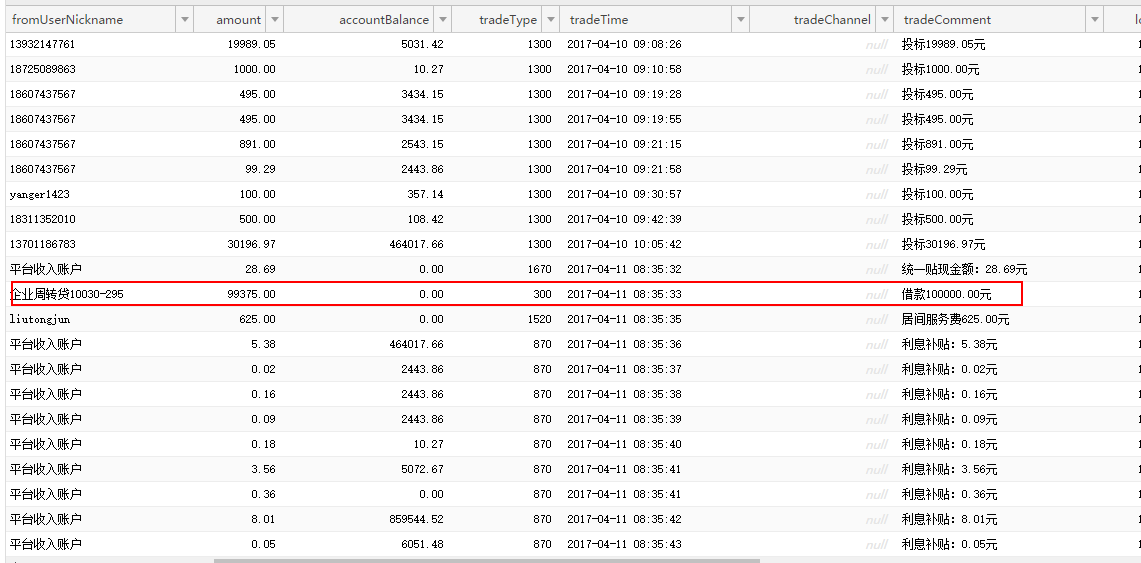 fromUserNickname amount accountBalance tradeType tradeTime tradeChannel tradeComment
13932147761 19989.05 5031.42 1300 2017-04-10 09:08:26 null 投标19989.05元
18725089863 1000.00 10.27 1300 2017-04-10 09:10:58 null 投标1000.00元
18607437567 495.00 3434.15 1300 2017-04-10 09:19:28 null 投标495.00元
18607437567 495.00 3434.15 1300 2017-04-10 09:19:55 null 投标495.00元
18607437567 891.00 2543.15 1300 2017-04-10 09:21:15 null 投标891.00元
18607437567 99.29 2443.86 1300 2017-04-10 09:21:58 null 投标99.29元
yanger1423 100.00 357.14 1300 2017-04-10 09:30:57 null 投标100.00元
18311352010 500.00 108.42 1300 2017-04-10 09:42:39 null 投标500.00元
13701186783 30196.97 464017.66 1300 2017-04-10 10:05:42 null 投标30196.97元
平台收入账户 28.69 0.00 1670 2017-04-11 08:35:32 null 统一贴现金额：28.69元
企业周转贷10030-295 99375.00 0.00 300 2017-04-11 08:35:33 null 借款100000.00元
liutongjun 625.00 0.00 1520 2017-04-11 08:35:35 null 居间服务费625.00元
平台收入账户 5.38 464017.66 870 2017-04-11 08:35:36 null 利息补贴：5.38元
平台收入账户 0.02 2443.86 870 2017-04-11 08:35:37 null 利息补贴：0.02元
平台收入账户 0.16 2443.86 870 2017-04-11 08:35:38 null 利息补贴：0.16元
平台收入账户 0.09 2443.86 870 2017-04-11 08:35:39 null 利息补贴：0.09元
平台收入账户 0.18 10.27 870 2017-04-11 08:35:40 null 利息补贴：0.18元
平台收入账户 3.56 5072.67 870 2017-04-11 08:35:41 null 利息补贴：3.56元
平台收入账户 0.36 0.00 870 2017-04-11 08:35:41 null 利息补贴：0.36元
平台收入账户 8.01 859544.52 870 2017-04-11 08:35:42 null 利息补贴：8.01元
平台收入账户 0.05 6051.48 870 2017-04-11 08:35:43 null 利息补贴：0.05元